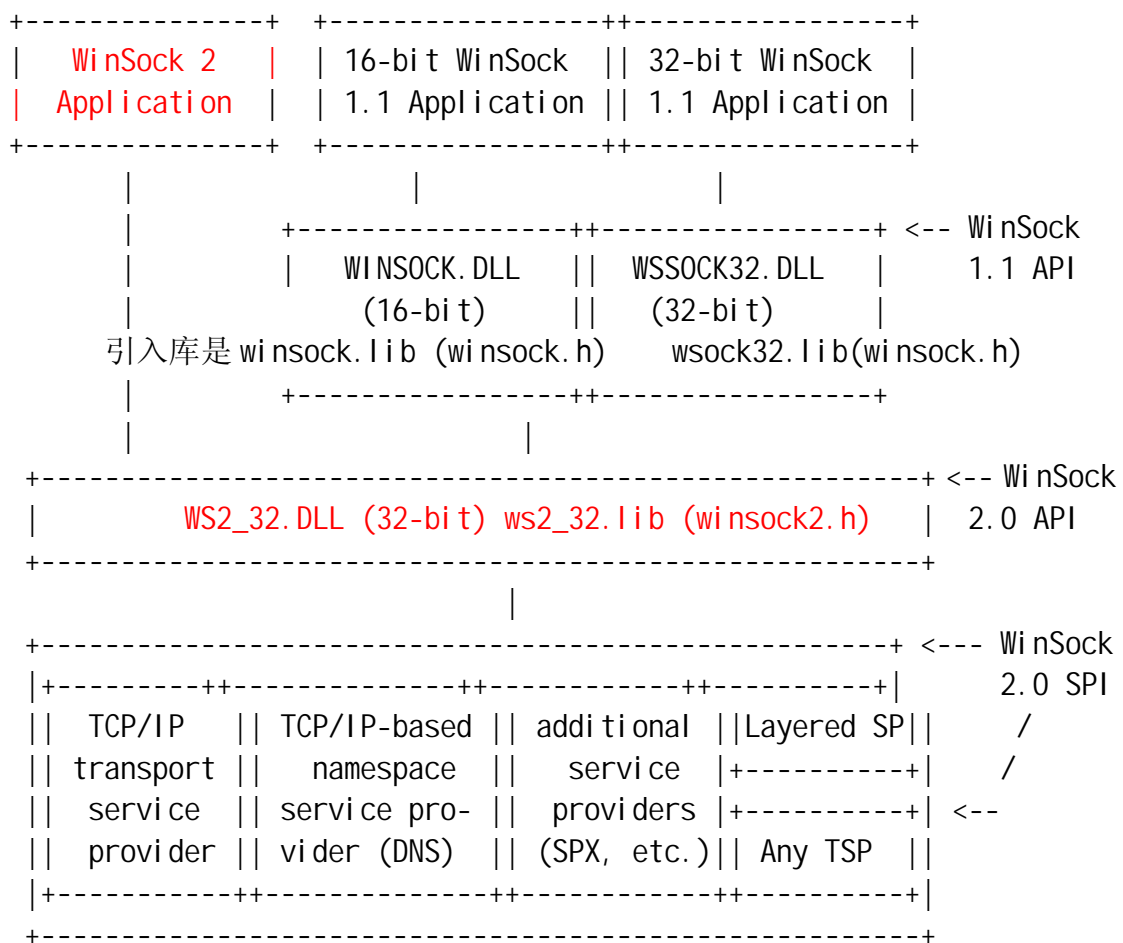 +---------------+ +-----------------++-----------------+
| WinSock 2 | | 16-bit WinSock || 32-bit WinSock |
| Application | | 1.1 Application || 1.1 Application |
+---------------+ +-----------------++-----------------+
| | |
| +-----------------++-----------------+ <-- WinSock
| | WINSOCK.DLL || WSSOCK32.DLL | 1.1 API
| (16-bit) || (32-bit) |
引入库是 winsock.lib (winsock.h) wsock32.lib(winsock.h)
| +-----------------++-----------------+
| |
+-------------------------------------------------------+ <-- WinSock
| WS2_32.DLL (32-bit) ws2_32.lib (winsock2.h) | 2.0 API
+-------------------------------------------------------+
|
+-----------------------------------------------------+ <--- WinSock
|+---------++--------------++------------++----------+| 2.0 SPI
|| TCP/IP || TCP/IP-based || additional ||Layered SP|| /
|| transport || namespace || service |+----------+| /
|| service || service pro- || providers |+----------+| <--
|| provider || vider (DNS) || (SPX, etc.)|| Any TSP ||
|+-----------++--------------++------------++----------+|
+-------------------------------------------------------+